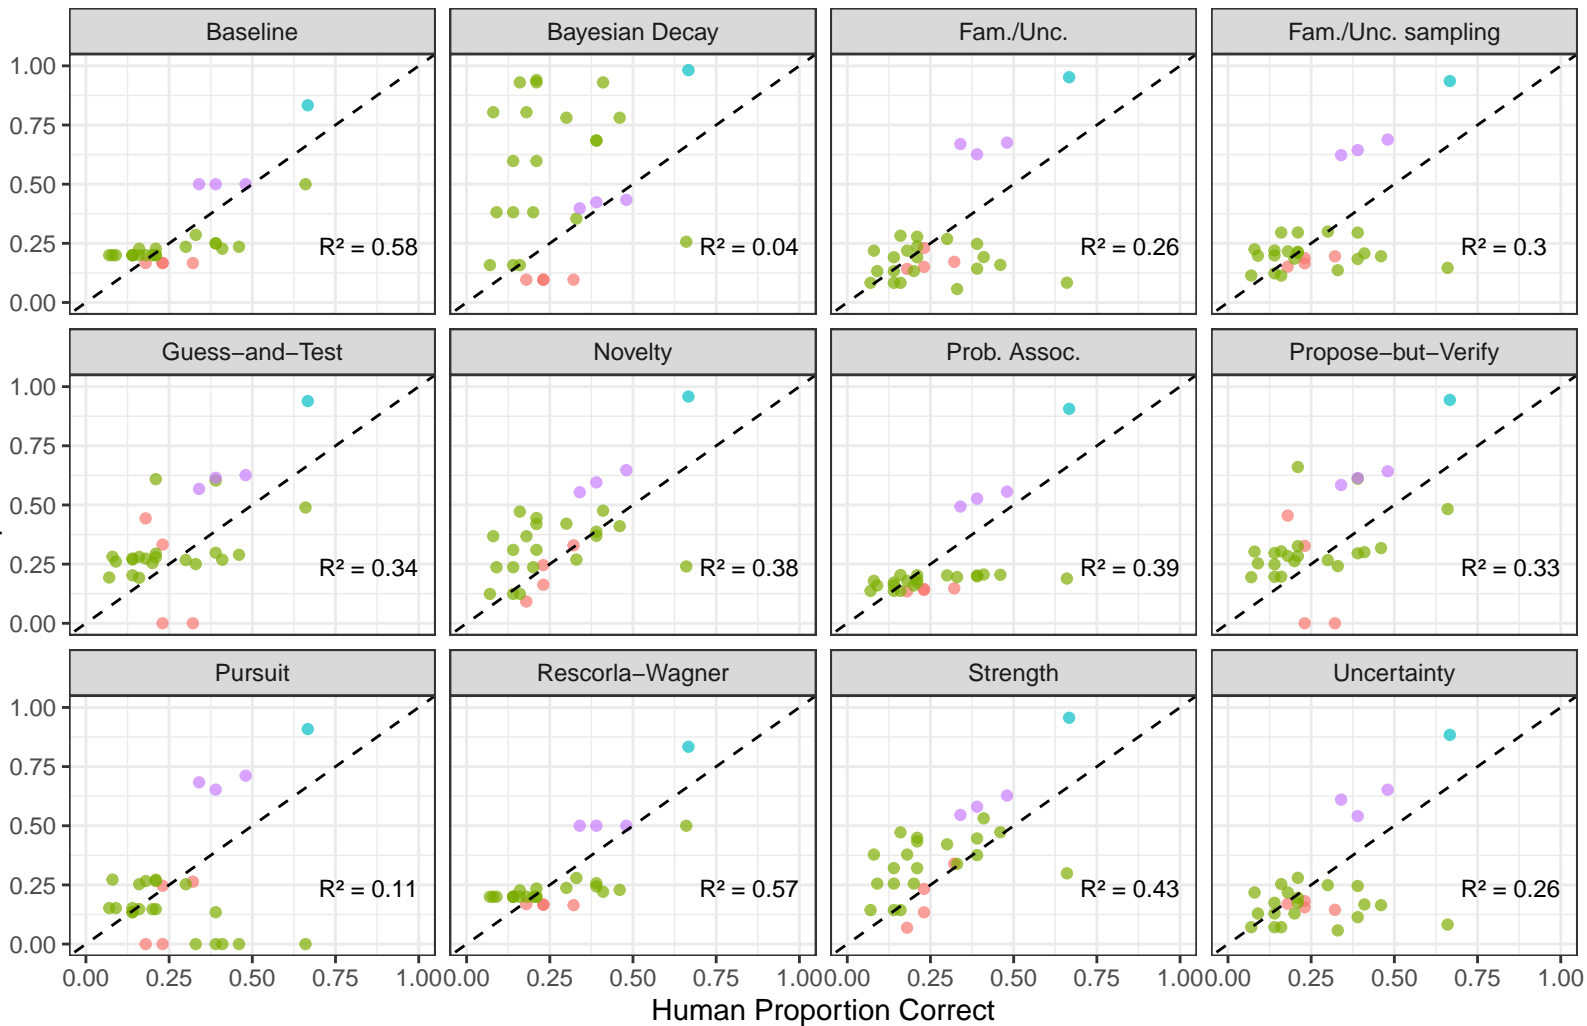 Baseline Bayesian Decay Fam./Unc. Fam./Unc. sampling
1.00
0.75
0.50
0.25
0.00
R² = 0.58 R² = 0.04 R² = 0.26 R² = 0.3
Guess−and−Test Novelty Prob. Assoc. Propose−but−Verify
1.00
0.75
0.50
0.25
0.00
R² = 0.34 R² = 0.38 R² = 0.39 R² = 0.33
Pursuit Rescorla−Wagner Strength Uncertainty
1.00
0.75
0.50
0.25
0.00
R² = 0.11 R² = 0.57 R² = 0.43 R² = 0.26
0.00 0.25 0.50 0.75 1.00 0.00 0.25 0.50 0.75 1.00 0.00 0.25 0.50 0.75 1.00 0.00 0.25 0.50 0.75 1.00
Human Proportion Correct